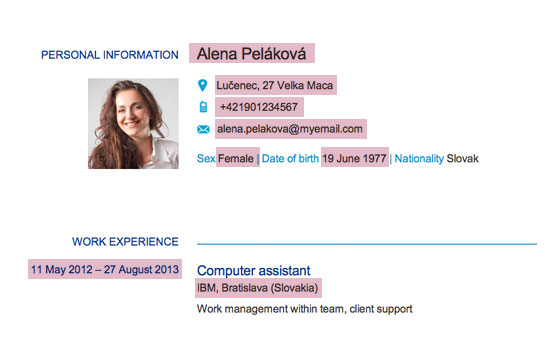 PERSONAL INFORMATION Alena Peláková
Lučenec, 27 Velka Maca
+421901234567
alena.pelakova@myemail.com
Sex Female | Date of birth 19 June 1977 | Nationality Slovak
WORK EXPERIENCE
11 May 2012 – 27 August 2013 Computer assistant
IBM, Bratislava (Slovakia)
Work management within team, client support